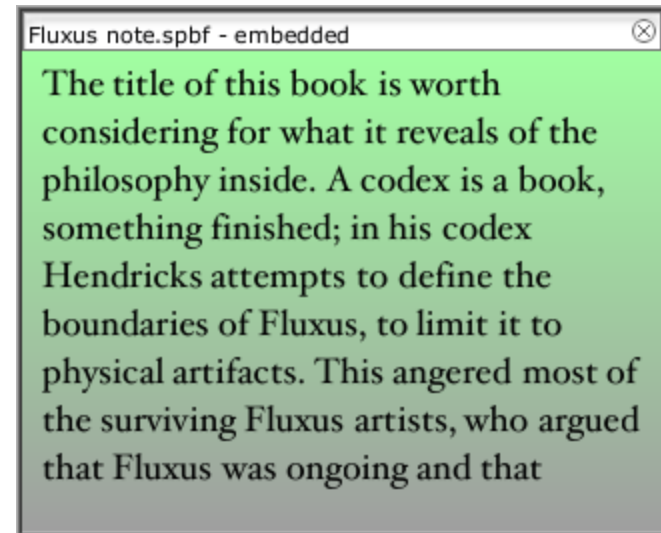 Fluxus note.spbf - embedded
The title of this book is worth
considering for what it reveals of the
philosophy inside. A codex is a book,
something finished; in his codex
Hendricks attempts to define the
boundaries of Fluxus, to limit it to
physical artifacts. This angered most of
the surviving Fluxus artists, who argued
that Fluxus was ongoing and that